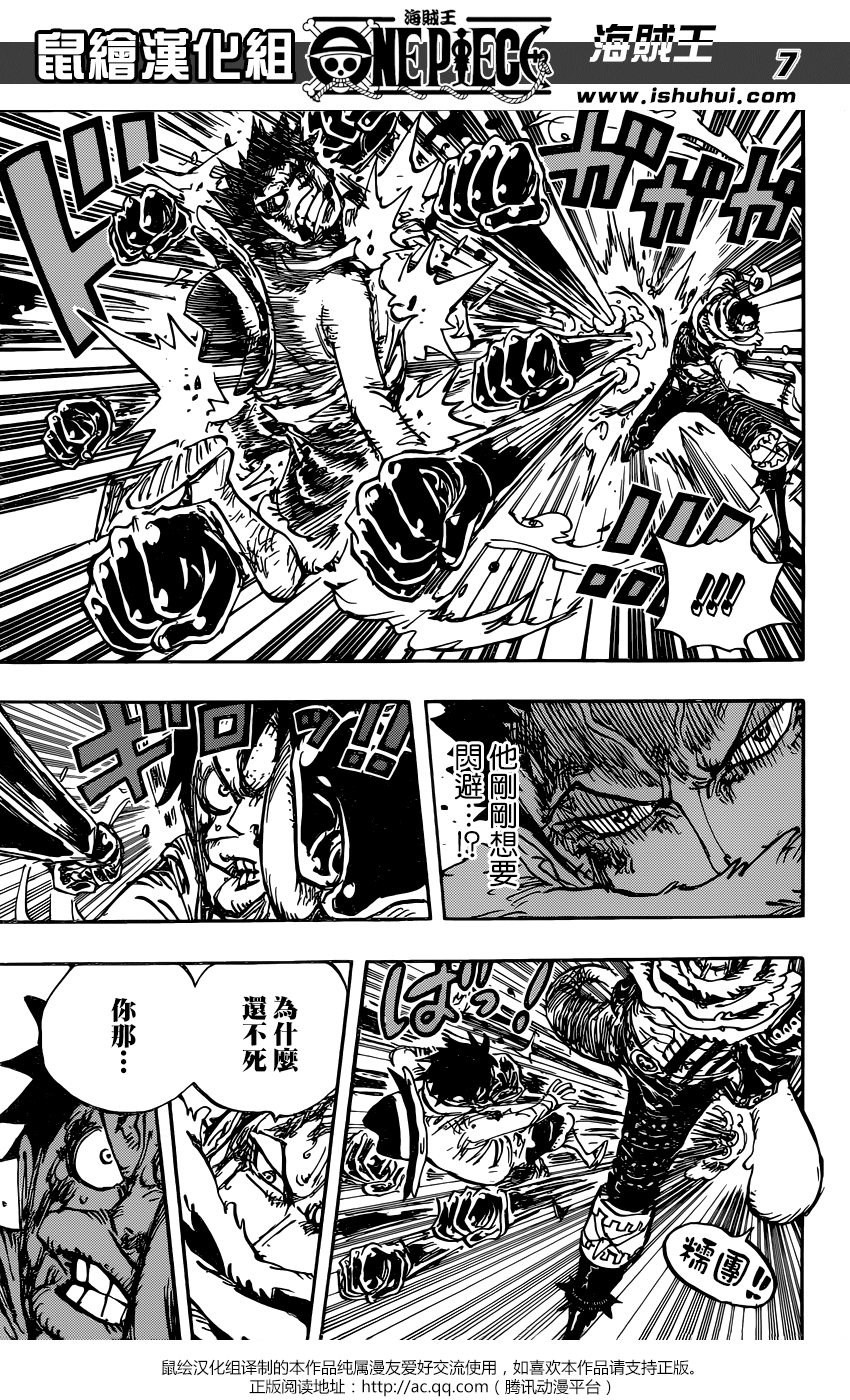 鼠繪漢化組
海賊王
ONE PIECE
海賊王
7
www.ishuhui.com
ガガガ
ド
!!!
!!!
他剛剛想要
閃避…!?
ギロッ!!
ばっ!
糯團!!
為什麼
還不死
你那…
鼠绘汉化组译制的本作品纯属漫友爱好交流使用，如喜欢本作品请支持正版。
正版阅读地址：http://ac.qq.com（腾讯动漫平台）